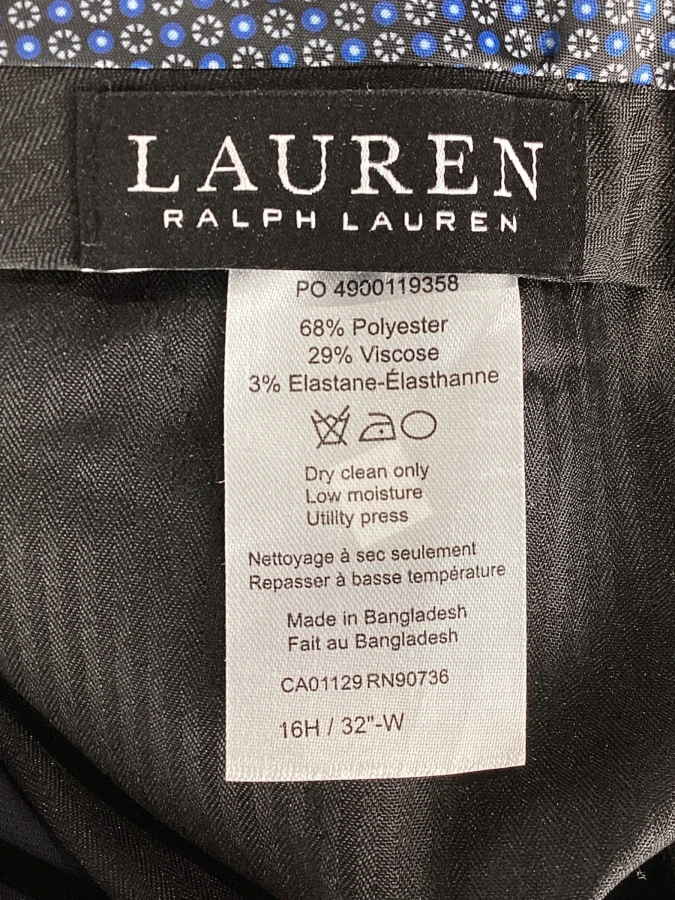 LAUREN
RALPH LAUREN
PO 4900119358
68% Polyester
29% Viscose
3% Elastane-Élasthanne
Dry clean only
Low moisture
Utility press
Nettoyage à sec seulement
Repasser à basse température
Made in Bangladesh
Fait au Bangladesh
CA01129 RN90736
16H / 32"-W